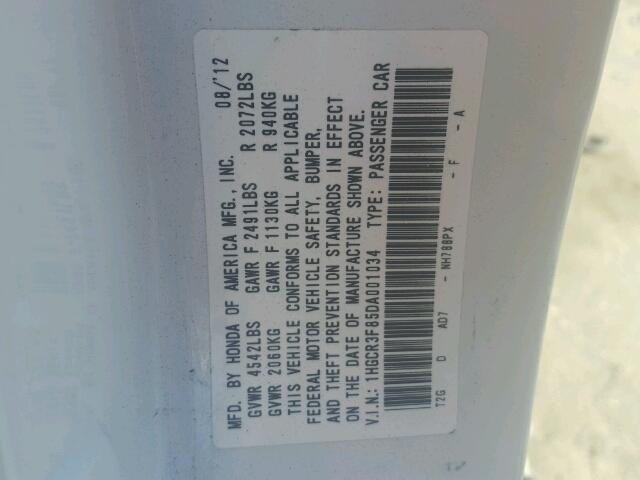 MFD. BY HONDA OF AMERICA MFG., INC. 08/'12
GVWR 4542LBS GAWR F 2491LBS R 2072LBS
GVWR 2060KG GAWR F 1130KG R 940KG
THIS VEHICLE CONFORMS TO ALL APPLICABLE
FEDERAL MOTOR VEHICLE SAFETY, BUMPER,
AND THEFT PREVENTION STANDARDS IN EFFECT
ON THE DATE OF MANUFACTURE SHOWN ABOVE.
V.I.N.: 1HGCR3F85DA001034 TYPE: PASSENGER CAR
T2G D AD7 - NH788PX - F - A